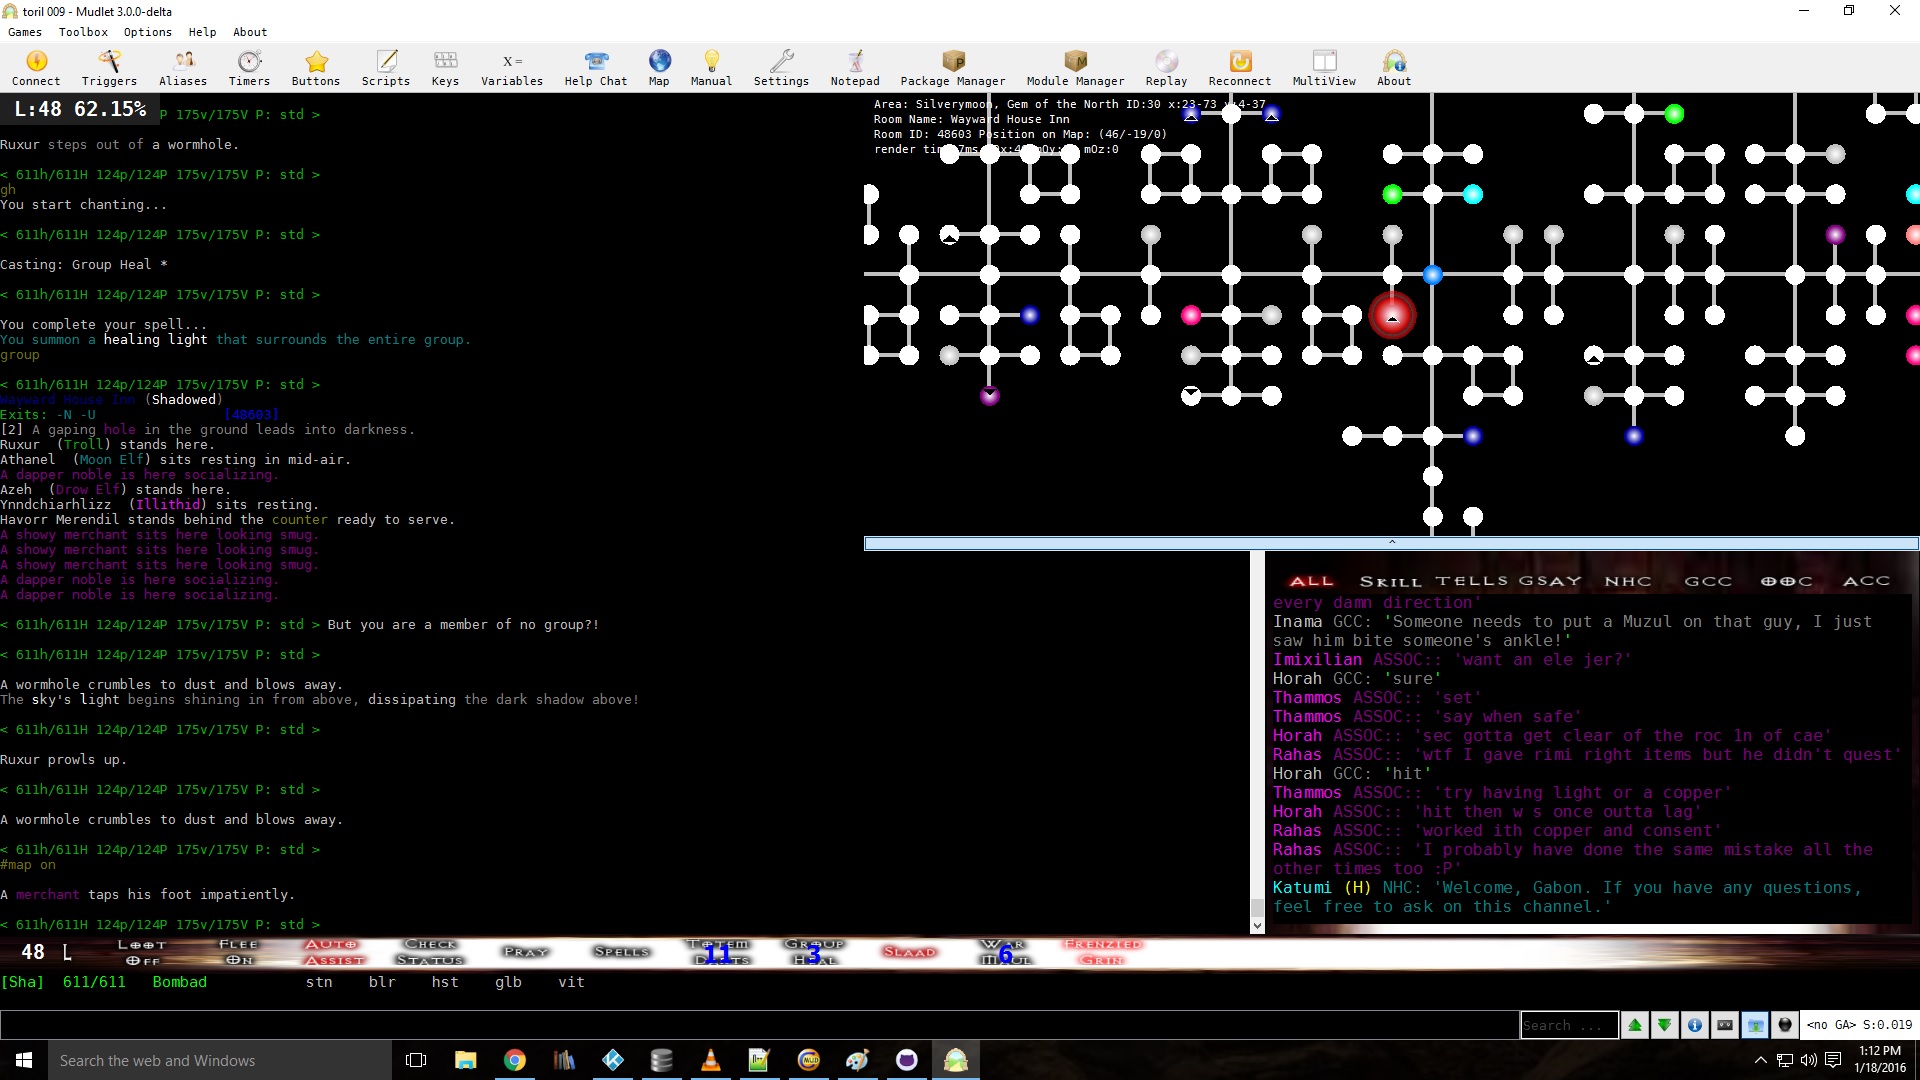 toril 009 - Mudlet 3.0.0-delta
Games Toolbox Options Help About
Connect Triggers Aliases Timers Buttons Scripts Keys Variables Help Chat Map Manual Settings Notepad Package Manager Module Manager Replay Reconnect MultiView About
X =
L:48 62.15% P 175v/175V P: std >
Ruxur steps out of a wormhole.
< 611h/611H 124p/124P 175v/175V P: std >
gh
You start chanting...
< 611h/611H 124p/124P 175v/175V P: std >
Casting: Group Heal *
< 611h/611H 124p/124P 175v/175V P: std >
You complete your spell...
You summon a healing light that surrounds the entire group.
group
< 611h/611H 124p/124P 175v/175V P: std >
Wayward House Inn (Shadowed)
Exits: -N -U [48603]
[2] A gaping hole in the ground leads into darkness.
Ruxur (Troll) stands here.
Athanel (Moon Elf) sits resting in mid-air.
A dapper noble is here socializing.
Azeh (Drow Elf) stands here.
Ynndchiarhlizz (Illithid) sits resting.
Havorr Merendil stands behind the counter ready to serve.
A showy merchant sits here looking smug.
A showy merchant sits here looking smug.
A showy merchant sits here looking smug.
A dapper noble is here socializing.
A dapper noble is here socializing.
< 611h/611H 124p/124P 175v/175V P: std > But you are a member of no group?!
< 611h/611H 124p/124P 175v/175V P: std >
A wormhole crumbles to dust and blows away.
The sky's light begins shining in from above, dissipating the dark shadow above!
< 611h/611H 124p/124P 175v/175V P: std >
Ruxur prowls up.
< 611h/611H 124p/124P 175v/175V P: std >
A wormhole crumbles to dust and blows away.
< 611h/611H 124p/124P 175v/175V P: std >
#map on
A merchant taps his foot impatiently.
< 611h/611H 124p/124P 175v/175V P: std >
Area: Silverymoon, Gem of the North ID:30 x:23-73 y:4-37
Room Name: Wayward House Inn
Room ID: 48603 Position on Map: (46/-19/0)
render mOz:0
ALL SKILL TELLS GSAY NHC GCC OOC ACC
every damn direction'
Inama GCC: 'Someone needs to put a Muzul on that guy, I just
saw him bite someone's ankle!'
Imixilian ASSOC:: 'want an ele jer?'
Horah GCC: 'sure'
Thammos ASSOC:: 'set'
Thammos ASSOC:: 'say when safe'
Horah ASSOC:: 'sec gotta get clear of the roc 1n of cae'
Rahas ASSOC:: 'wtf I gave rimi right items but he didn't quest'
Horah GCC: 'hit'
Thammos ASSOC:: 'try having light or a copper'
Horah ASSOC:: 'hit then w s once outta lag'
Rahas ASSOC:: 'worked ith copper and consent'
Rahas ASSOC:: 'I probably have done the same mistake all the
other times too :P'
Katumi (H) NHC: 'Welcome, Gabon. If you have any questions,
feel free to ask on this channel.'
48 L Loot Off Flee On Auto Assist Check Status Pray Spells Totem Darts 11 Group Heal 3 Slaad War Maul 6 Frenzied Grin
[Sha] 611/611 Bombad stn blr hst glb vit
Search ... <no GA> S:0.019
Search the web and Windows
1:12 PM
1/18/2016